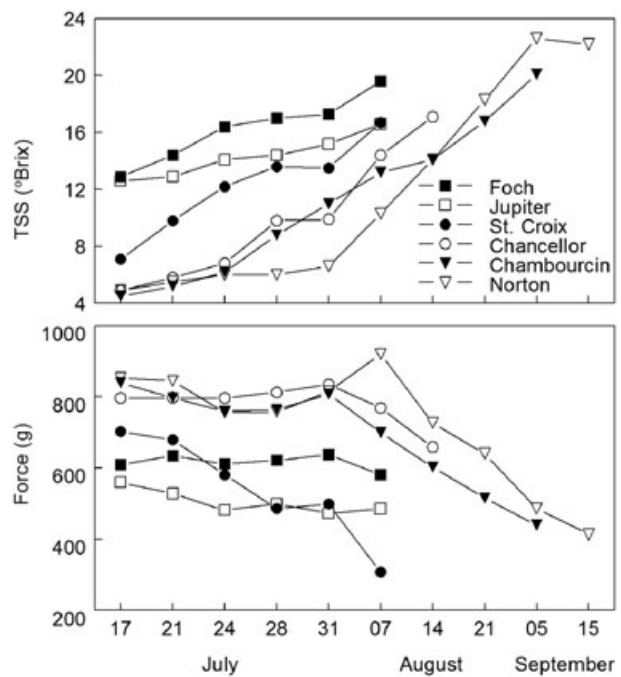 24
20
16
12
8
4
TSS (°Brix)
Foch
Jupiter
St. Croix
Chancellor
Chambourcin
Norton
1000
800
600
400
200
Force (g)
17 21 24 28 31 07 14 21 05 15
July August September